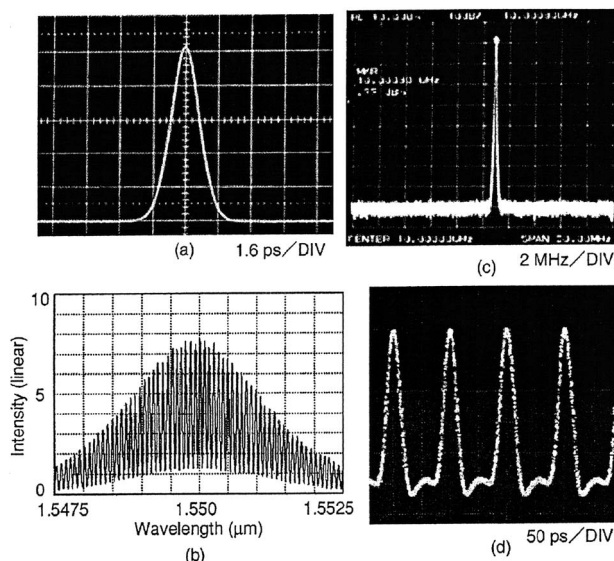 (a)
1.6 ps/DIV
MKR
(c)
2 MHz/DIV
Intensity (linear)
10
5
0
1.5475
1.550
1.5525
Wavelength (μm)
(b)
(d)
50 ps/DIV